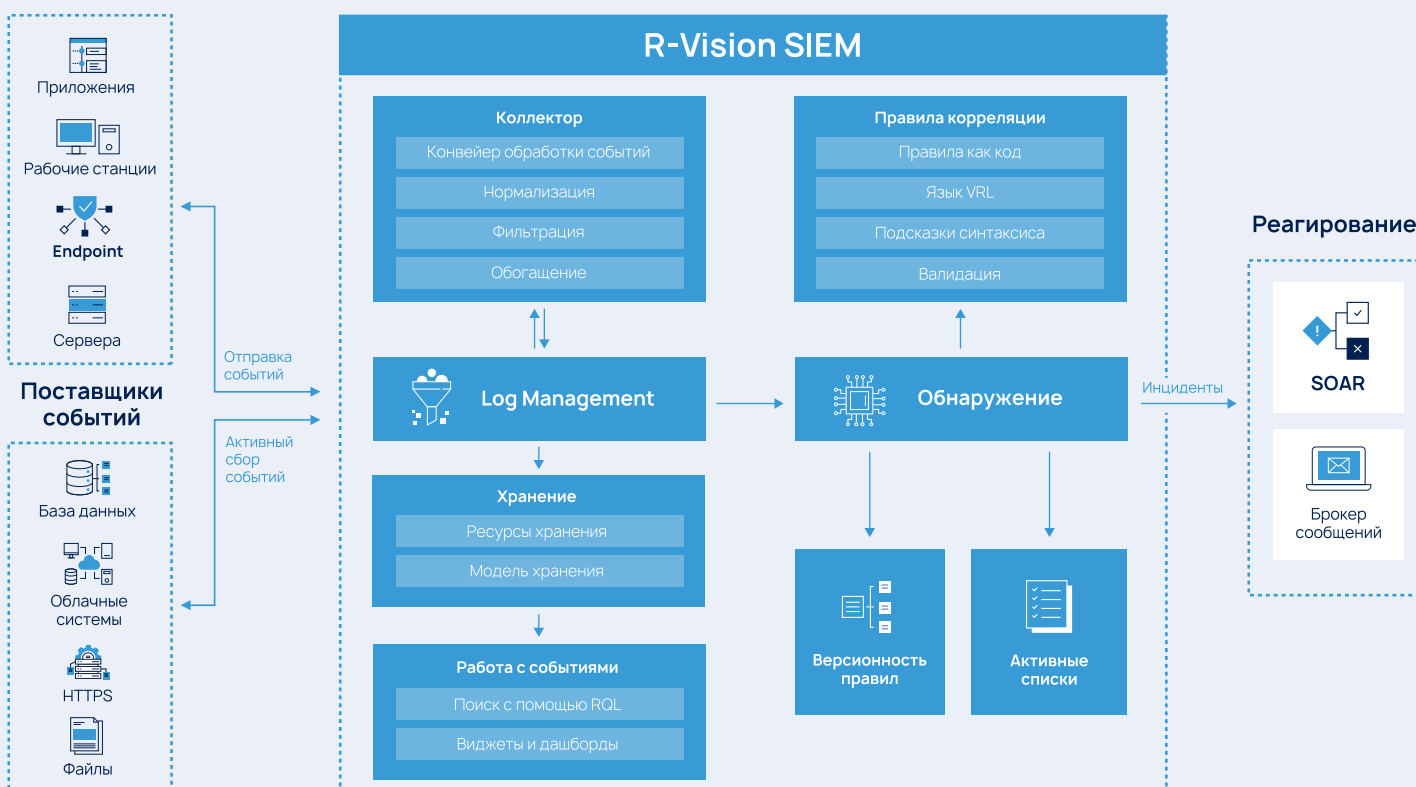 R-Vision SIEM
Приложения
Рабочие станции
Endpoint
Сервера
Поставщики
событий
База данных
Облачные
системы
HTTPS
Файлы
Отправка
событий
Активный
сбор
событий
Коллектор
Конвейер обработки событий
Нормализация
Фильтрация
Обогащение
Log Management
Хранение
Ресурсы хранения
Модель хранения
Работа с событиями
Поиск с помощью RQL
Виджеты и дашборды
Правила корреляции
Правила как код
Язык VRL
Подсказки синтаксиса
Валидация
Обнаружение
Версионность
правил
Активные
списки
Инциденты
Реагирование
SOAR
Брокер
сообщений